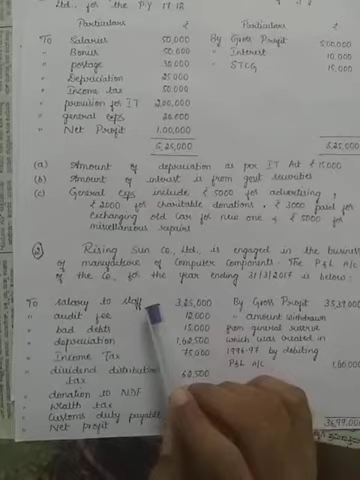 Ltd., for the P.Y 17-18
Particulars ₹ Particulars ₹
To Salaries 50,000 By Gross Profit 5,00,000
" Bonus 50,000 " Interest 10,000
" postage 30,000 " STCG 15,000
" Depreciation 25,000
" Income tax 50,000
" provision for IT 2,00,000
" general exps 20,000
" Net Profit 1,00,000
5,25,000 5,25,000
(a) Amount of depreciation as per IT Act ₹ 15000
(b) Amount of interest is from govt securities
(c) General Exps include ₹ 5000 for advertising,
₹ 2000 for charitable donations, ₹ 3000 paid for
exchanging old car for new one & ₹ 5000 for
miscellaneous repairs
② Rising Sun Co., Ltd., is engaged in the business
of manufacture of Computer Components. The P & L A/c
of the Co., for the year ending 31/3/2017 is below:
To salary to staff 3,25,000 By Gross Profit
" audit fee 12,000 " amount withdrawn
" bad debts 15,000 from general reserve
" depreciation 1,60,500 which was created in
" Income Tax 75,000 1996-97 by debiting
" dividend distribution P&L A/c 1,60,000
tax 60,500
" donation to NDF
" Wealth tax
" Customs duty payable
" Net profit